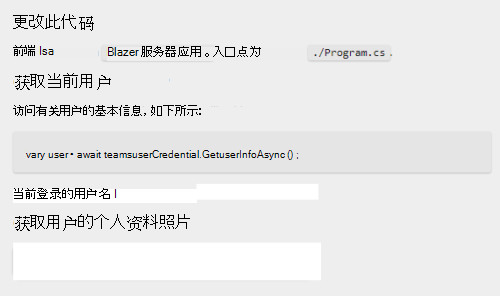 更改此代码
前端 Isa Blazer 服务器应用。入口点为 ./Program.cs .
获取当前用户
访问有关用户的基本信息，如下所示:
vary user • await teamsuserCredential.GetuserInfoAsync () ;
当前登录的用户名 I
获取用户的个人资料照片